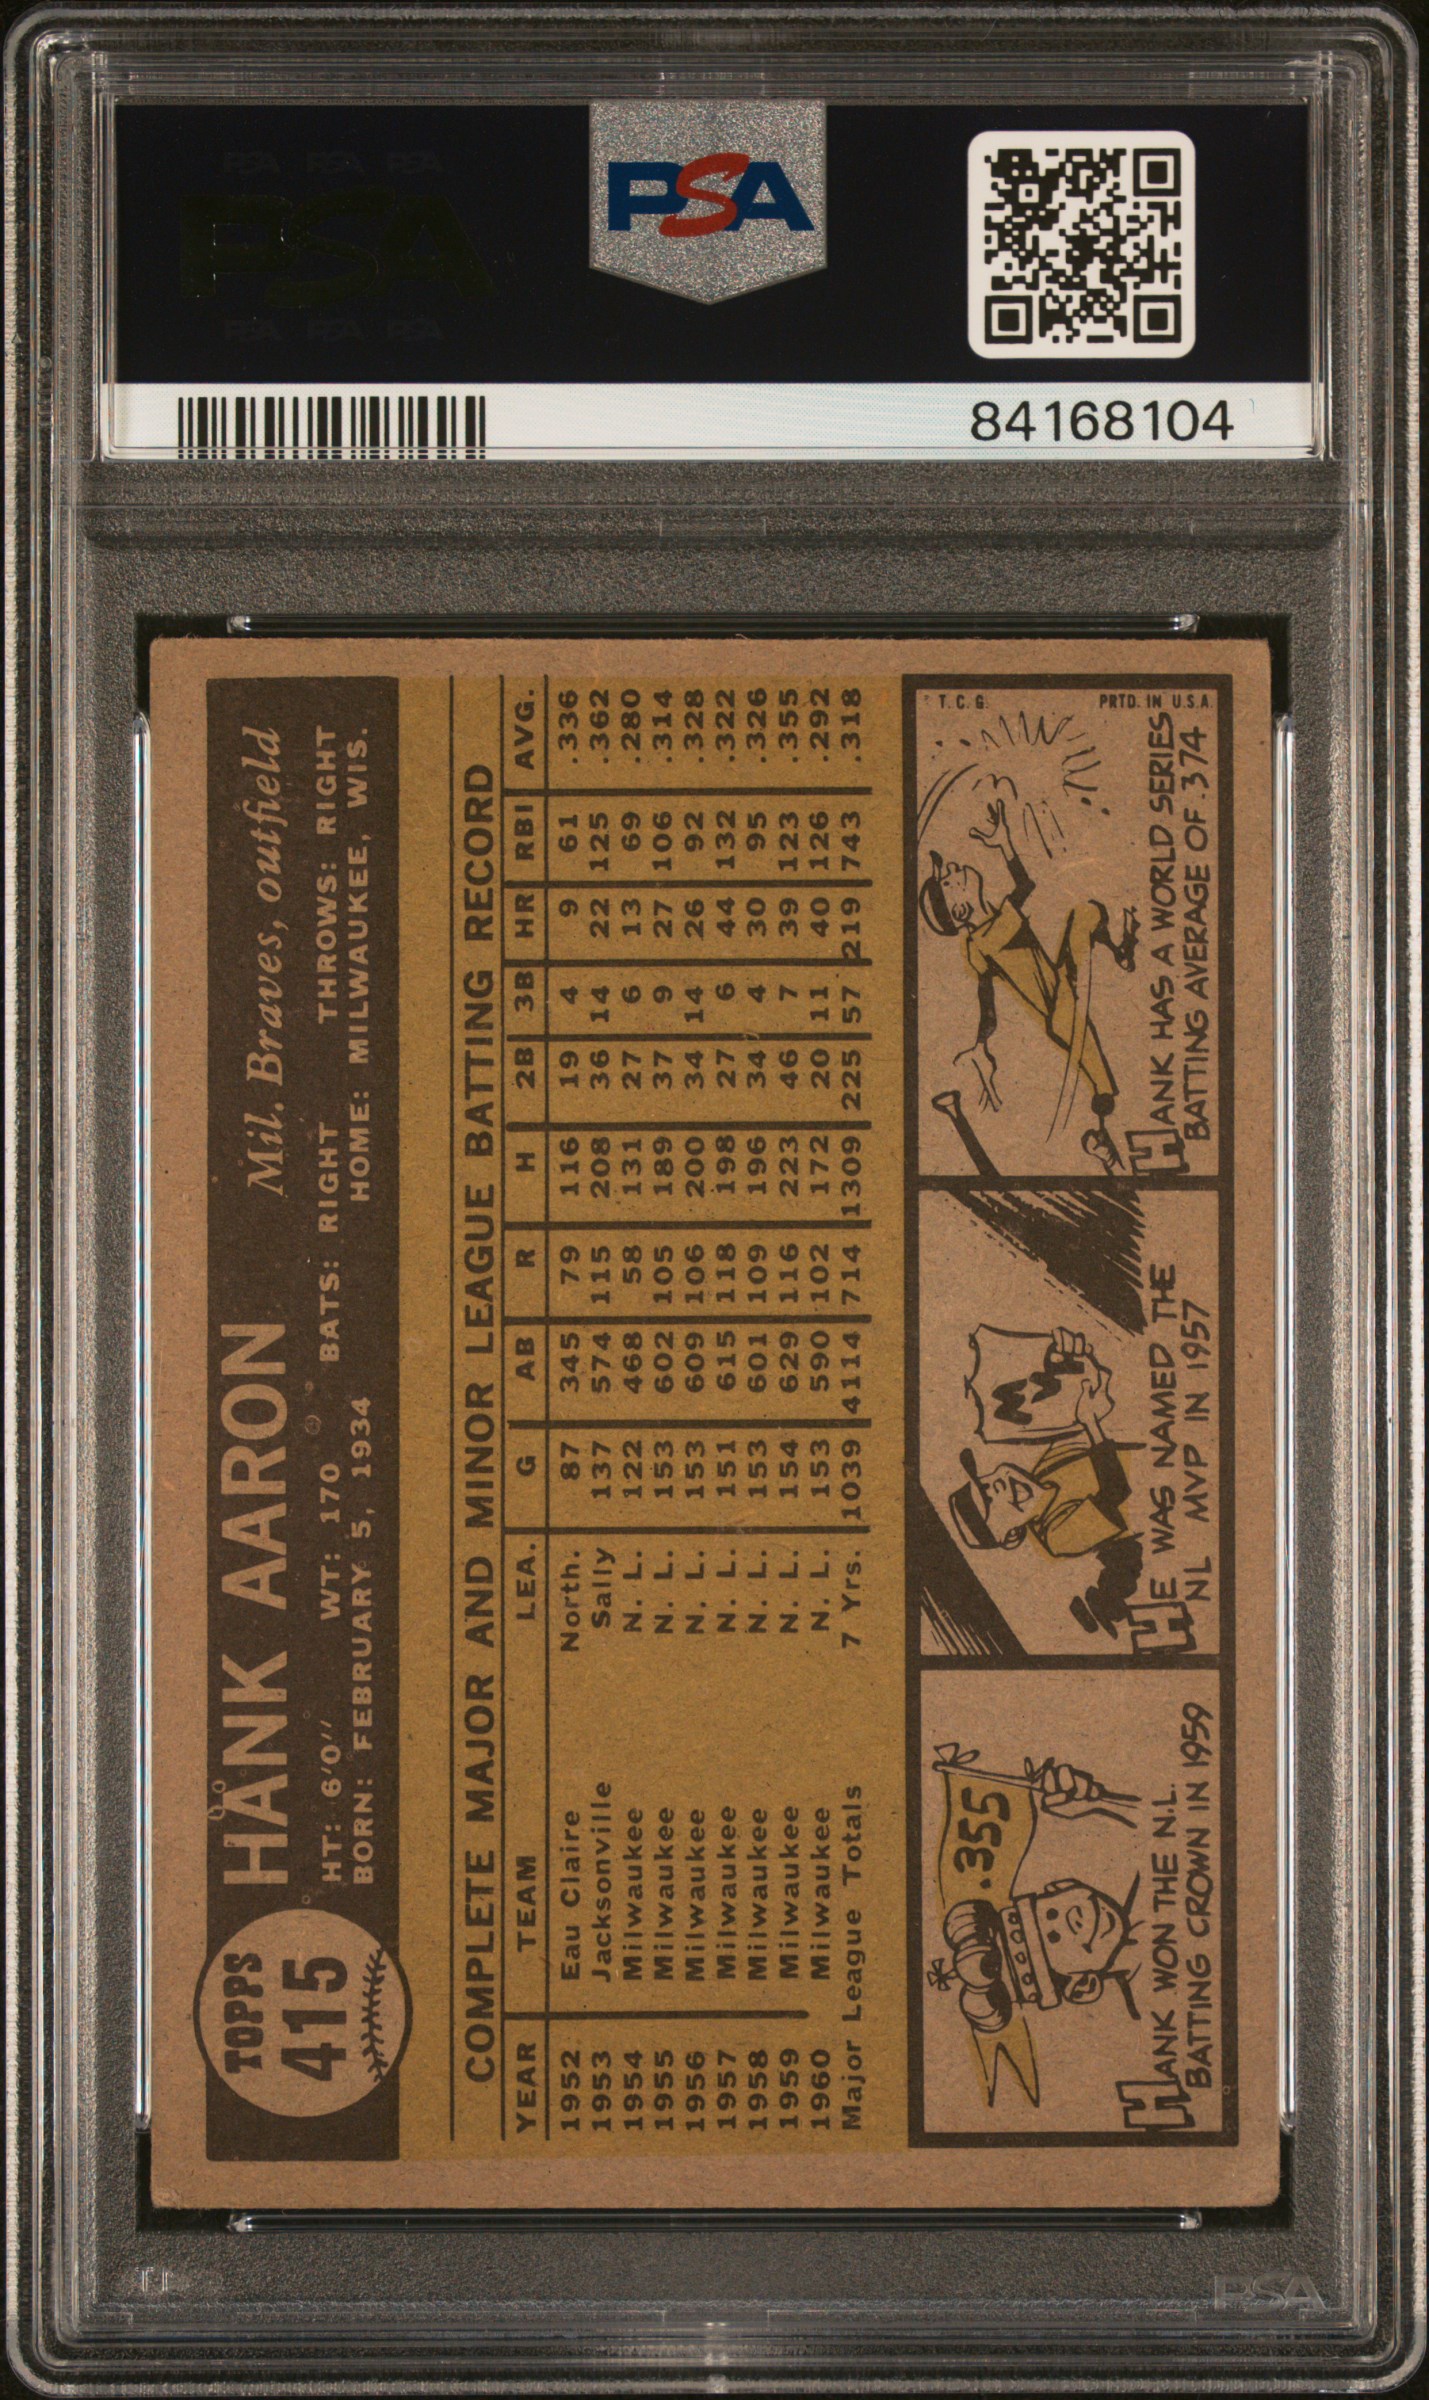 PSA PSA PSA
PSA
PSA PSA PSA
PSA
84168104
TOPPS
415
HANK AARON Mil. Braves, outfield
HT: 6'0" WT: 170 BATS: RIGHT THROWS: RIGHT
BORN: FEBRUARY 5, 1934 HOME: MILWAUKEE, WIS.
COMPLETE MAJOR AND MINOR LEAGUE BATTING RECORD
YEAR TEAM LEA. G AB R H 2B 3B HR RBI AVG.
1952 Eau Claire North. 87 345 79 116 19 4 9 61 .336
1953 Jacksonville Sally 137 574 115 208 36 14 22 125 .362
1954 Milwaukee N. L. 122 468 58 131 27 6 13 69 .280
1955 Milwaukee N. L. 153 602 105 189 37 9 27 106 .314
1956 Milwaukee N. L. 153 609 106 200 34 14 26 92 .328
1957 Milwaukee N. L. 151 615 118 198 27 6 44 132 .322
1958 Milwaukee N. L. 153 601 109 196 34 4 30 95 .326
1959 Milwaukee N. L. 154 629 116 223 46 7 39 123 .355
1960 Milwaukee N. L. 153 590 102 172 20 11 40 126 .292
Major League Totals 7 Yrs. 1039 4114 714 1309 225 57 219 743 .318
.355
HANK WON THE N.L.
BATTING CROWN IN 1959
MVP
HE WAS NAMED THE
NL MVP IN 1957
T.C.G. PRTD. IN U.S.A.
HANK HAS A WORLD SERIES
BATTING AVERAGE OF .374
PSA